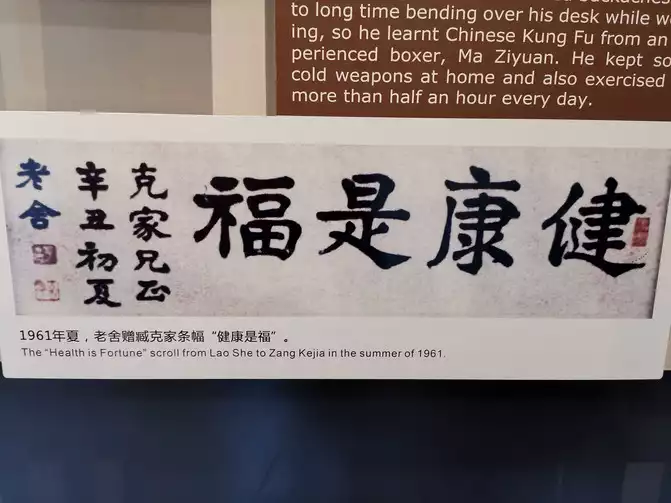 to long time bending over his desk while
ing, so he learnt Chinese Kung Fu from an
perienced boxer, Ma Ziyuan. He kept so
cold weapons at home and also exercised
more than half an hour every day.
健康是福
克家兄正
辛丑初夏
老舍
1961年夏，老舍赠臧克家条幅“健康是福”。
The “Health is Fortune” scroll from Lao She to Zang Kejia in the summer of 1961.